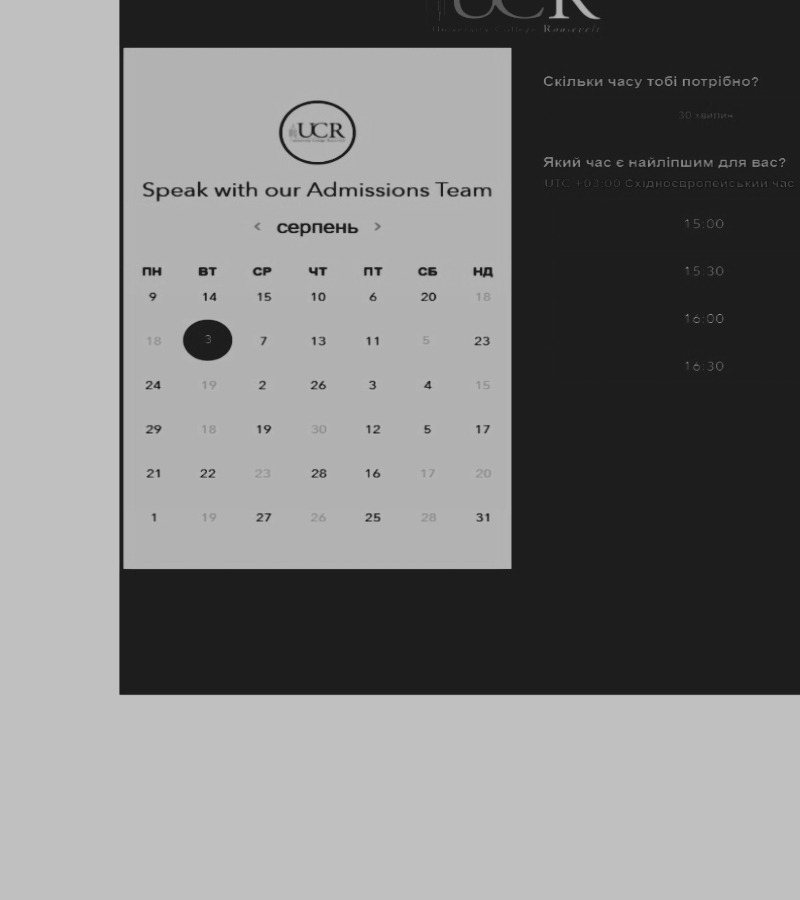 UCR
University College Roosevelt
UCR
Speak with our Admissions Team
< серпень >
ПН ВТ СР ЧТ ПТ СБ НД
9 14 15 10 6 20 18
18 3 7 13 11 5 23
24 19 2 26 3 4 15
29 18 19 30 12 5 17
21 22 23 28 16 17 20
1 19 27 26 25 28 31
Скільки часу тобі потрібно?
30 хвилин
Який час є найліпшим для вас?
UTC +03:00 Східноєвропейський час
15:00
15:30
16:00
16:30